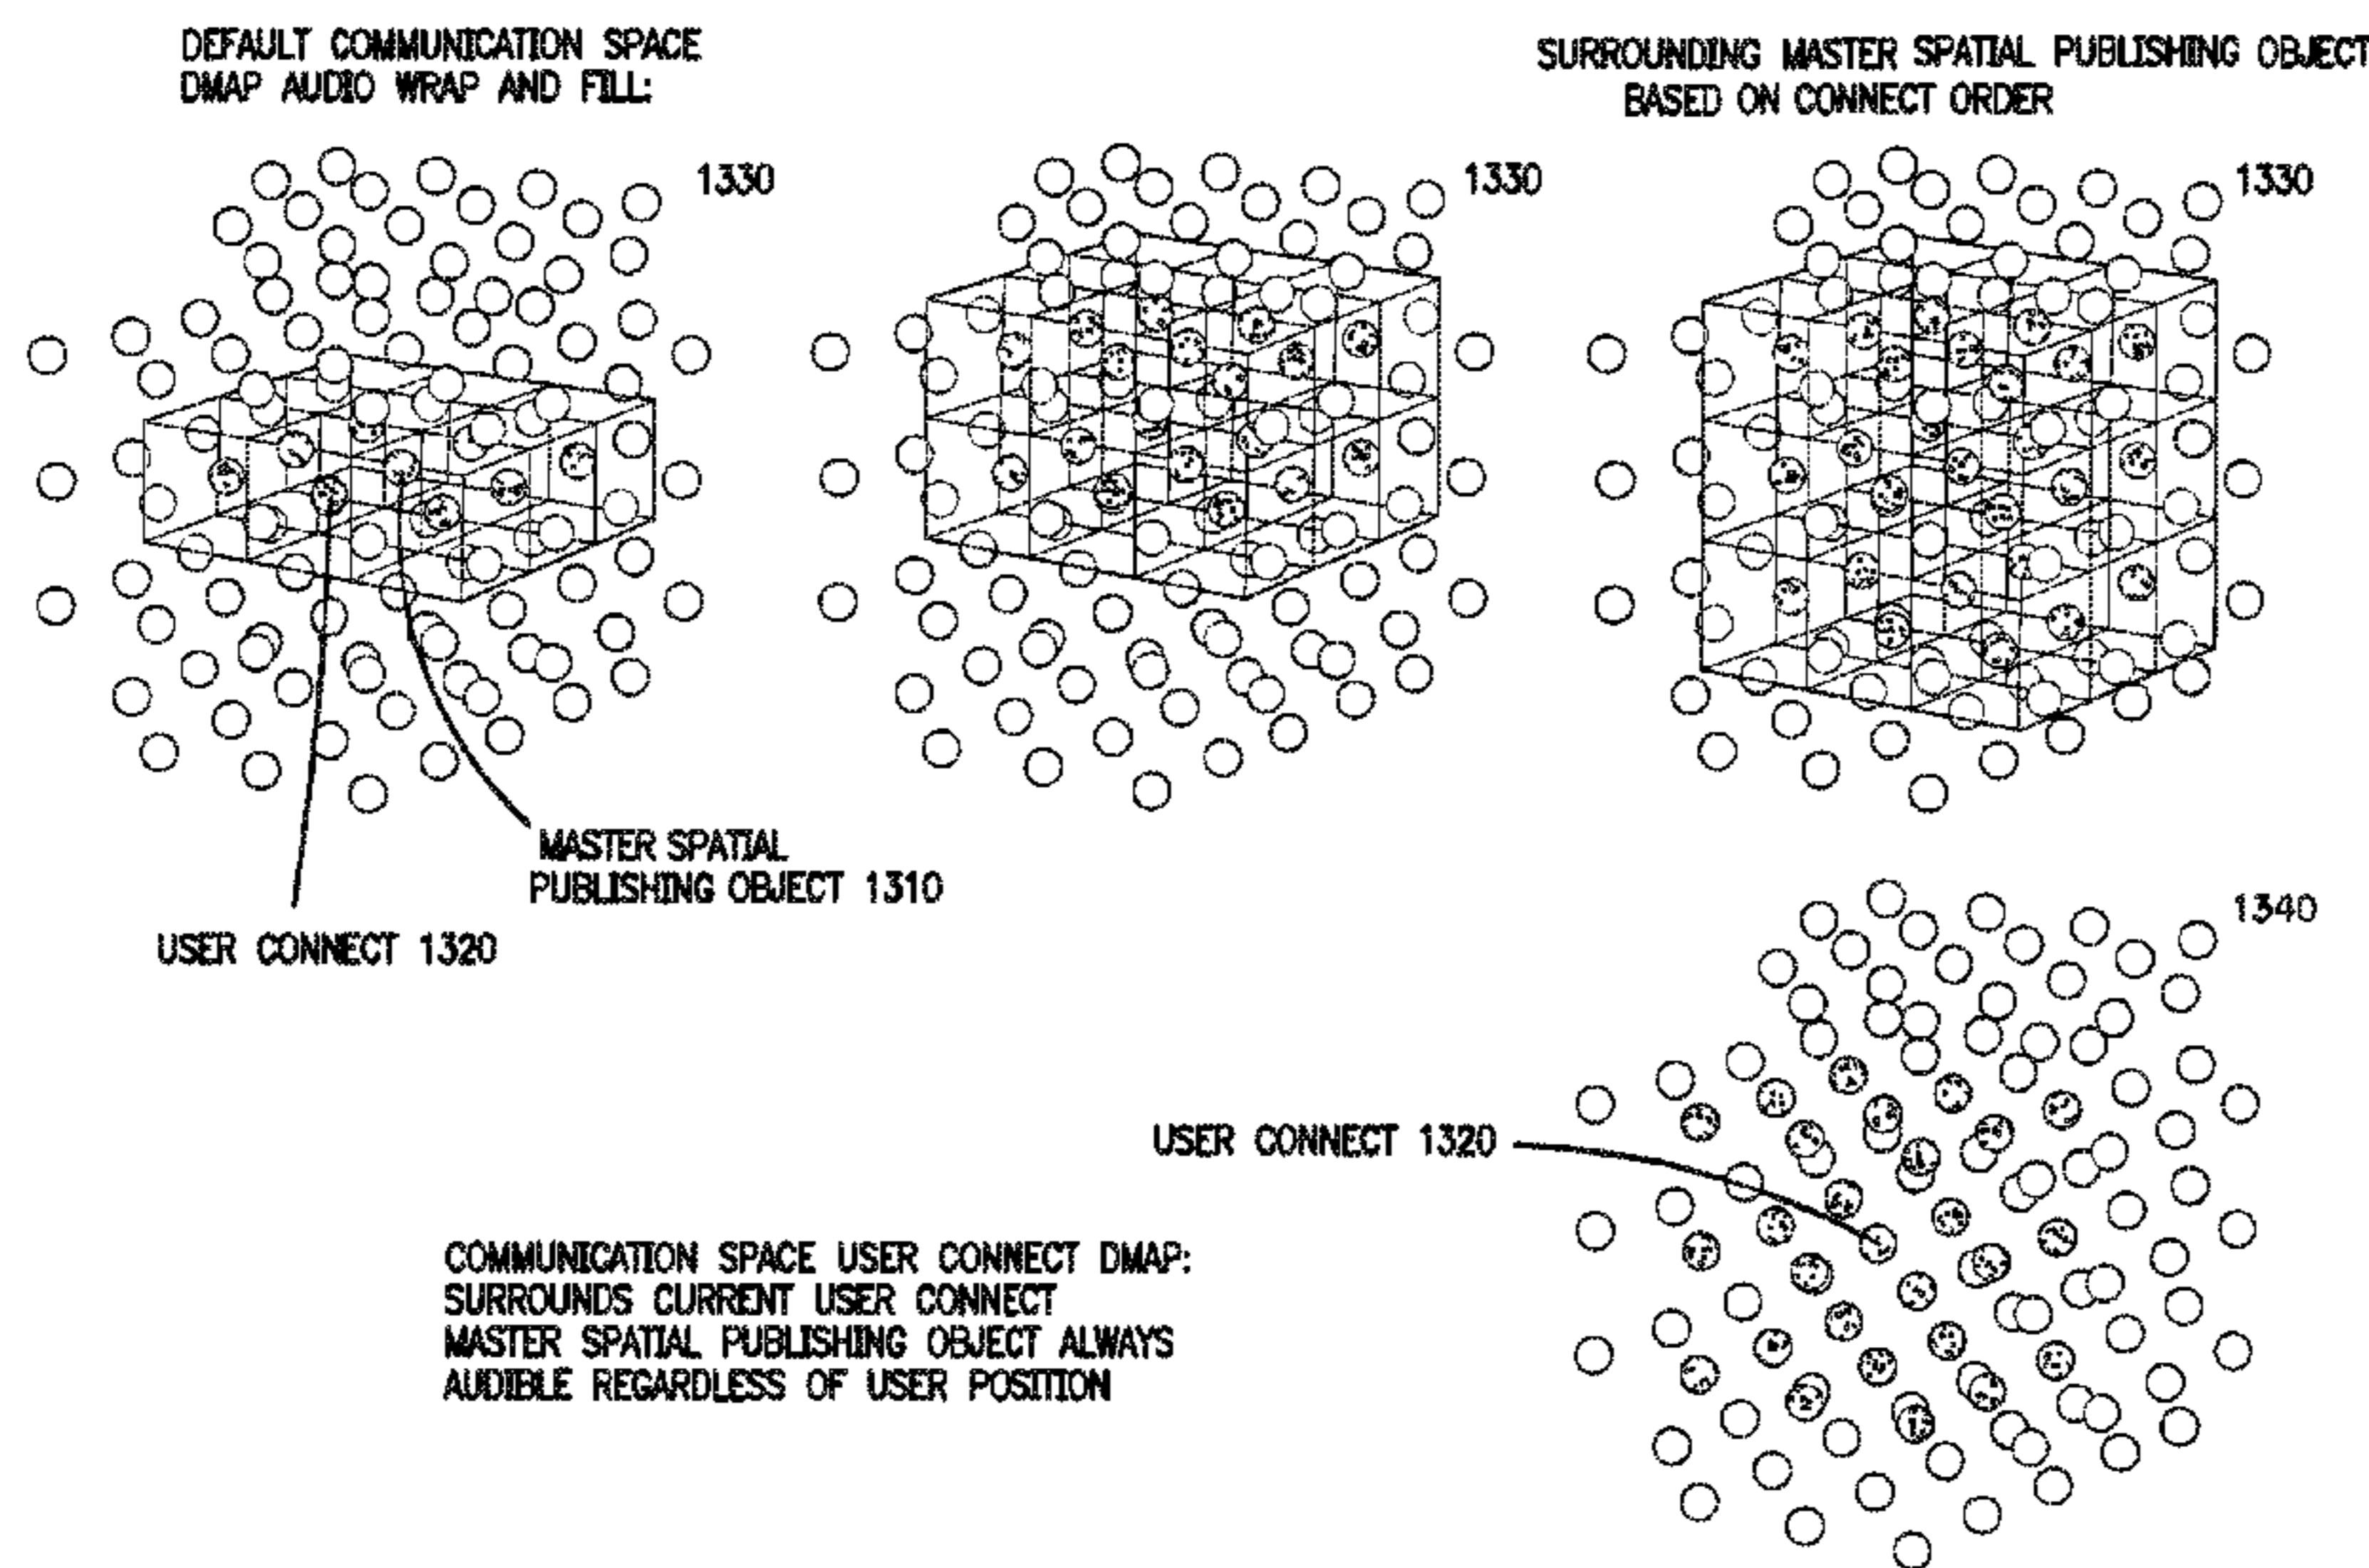 DEFAULT COMMUNICATION SPACE
DMAP AUDIO WRAP AND FILL:
SURROUNDING MASTER SPATIAL PUBLISHING OBJECT
BASED ON CONNECT ORDER
1330
1330
1330
MASTER SPATIAL
PUBLISHING OBJECT 1310
USER CONNECT 1320
1340
USER CONNECT 1320
COMMUNICATION SPACE USER CONNECT DMAP:
SURROUNDS CURRENT USER CONNECT
MASTER SPATIAL PUBLISHING OBJECT ALWAYS
AUDIBLE REGARDLESS OF USER POSITION